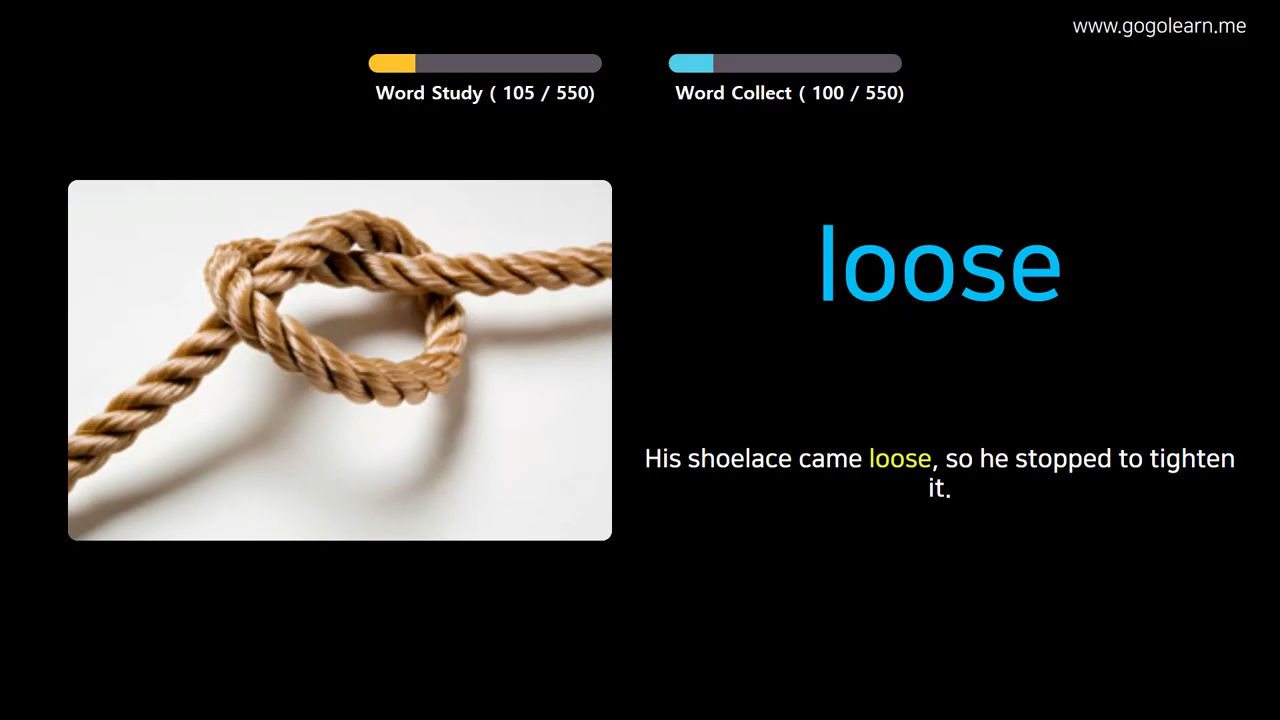 www.gogolearn.me
Word Study ( 105 / 550)
Word Collect ( 100 / 550)
loose
His shoelace came loose, so he stopped to tighten
it.